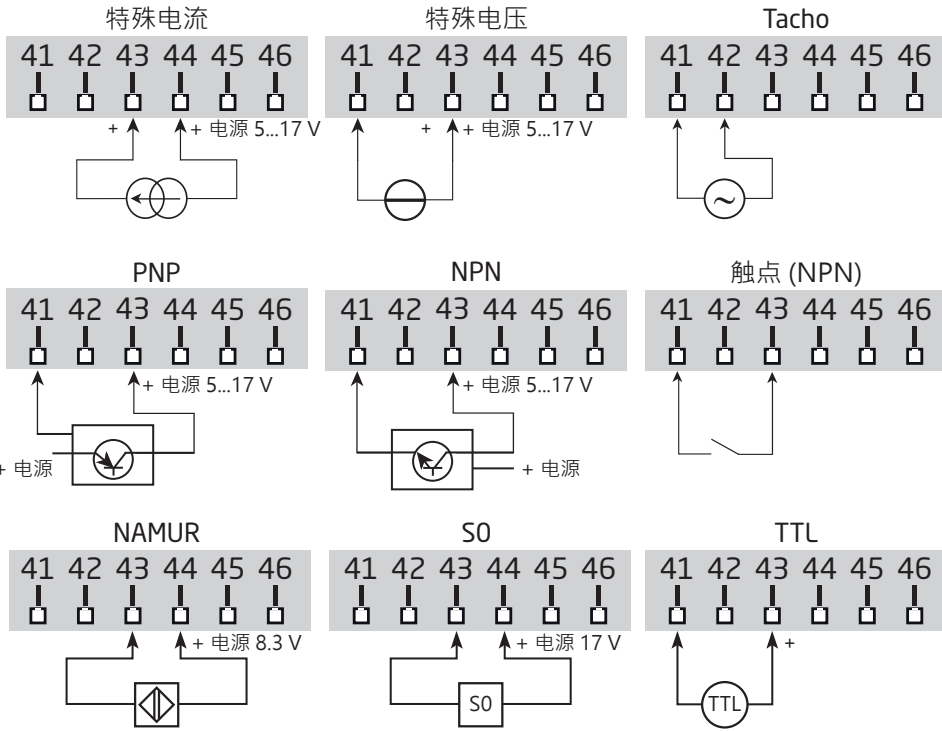 特殊电流 特殊电压 Tacho
41 42 43 44 45 46 41 42 43 44 45 46 41 42 43 44 45 46
+ + 电源 5...17 V + + 电源 5...17 V
~
PNP NPN 触点 (NPN)
41 42 43 44 45 46 41 42 43 44 45 46 41 42 43 44 45 46
+ 电源 5...17 V + 电源 5...17 V
+ 电源 + 电源
NAMUR S0 TTL
41 42 43 44 45 46 41 42 43 44 45 46 41 42 43 44 45 46
+ 电源 8.3 V + 电源 17 V +
S0 TTL